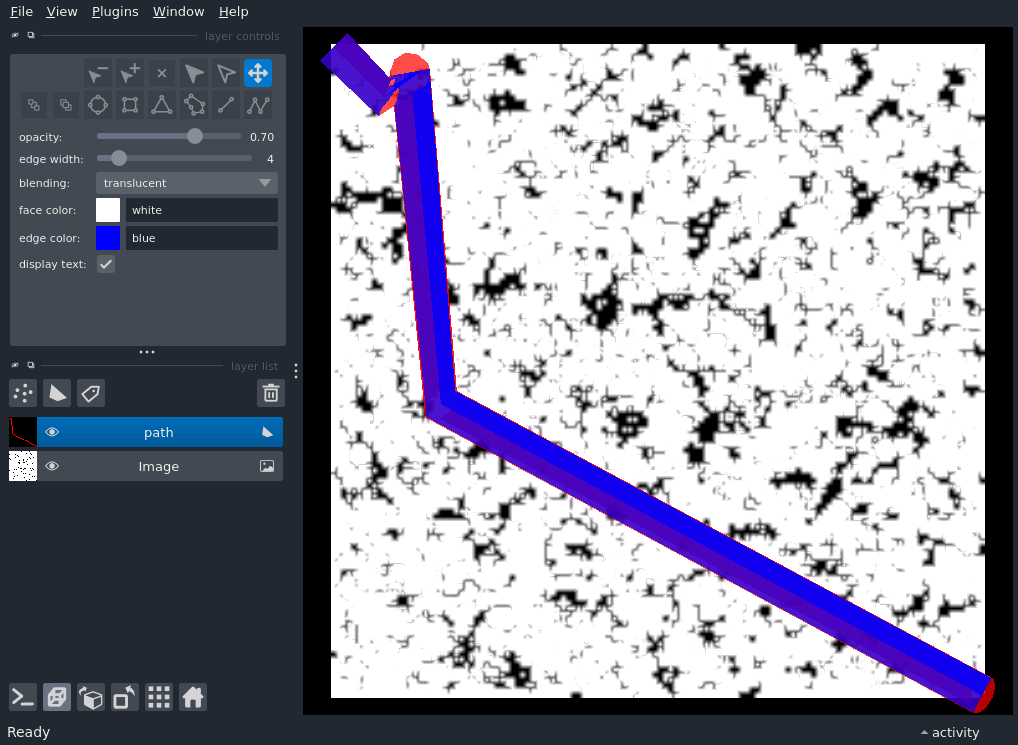 File View Plugins Window Help
layer controls
opacity: 0.70
edge width: 4
blending: translucent
face color: white
edge color: blue
display text:
layer list
path
Image
Ready activity